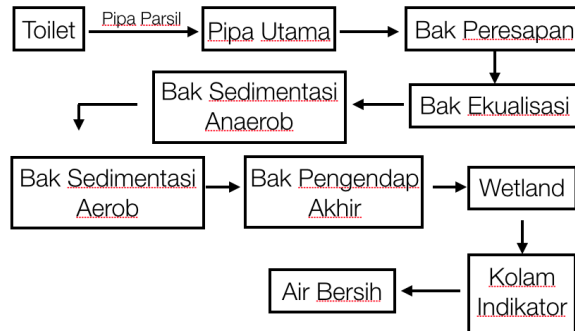 Toilet
Pipa Parsil
Pipa Utama
Bak Peresapan
Bak Ekualisasi
Bak Sedimentasi
Anaerob
Bak Sedimentasi
Aerob
Bak Pengendap
Akhir
Wetland
Kolam
Indikator
Air Bersih